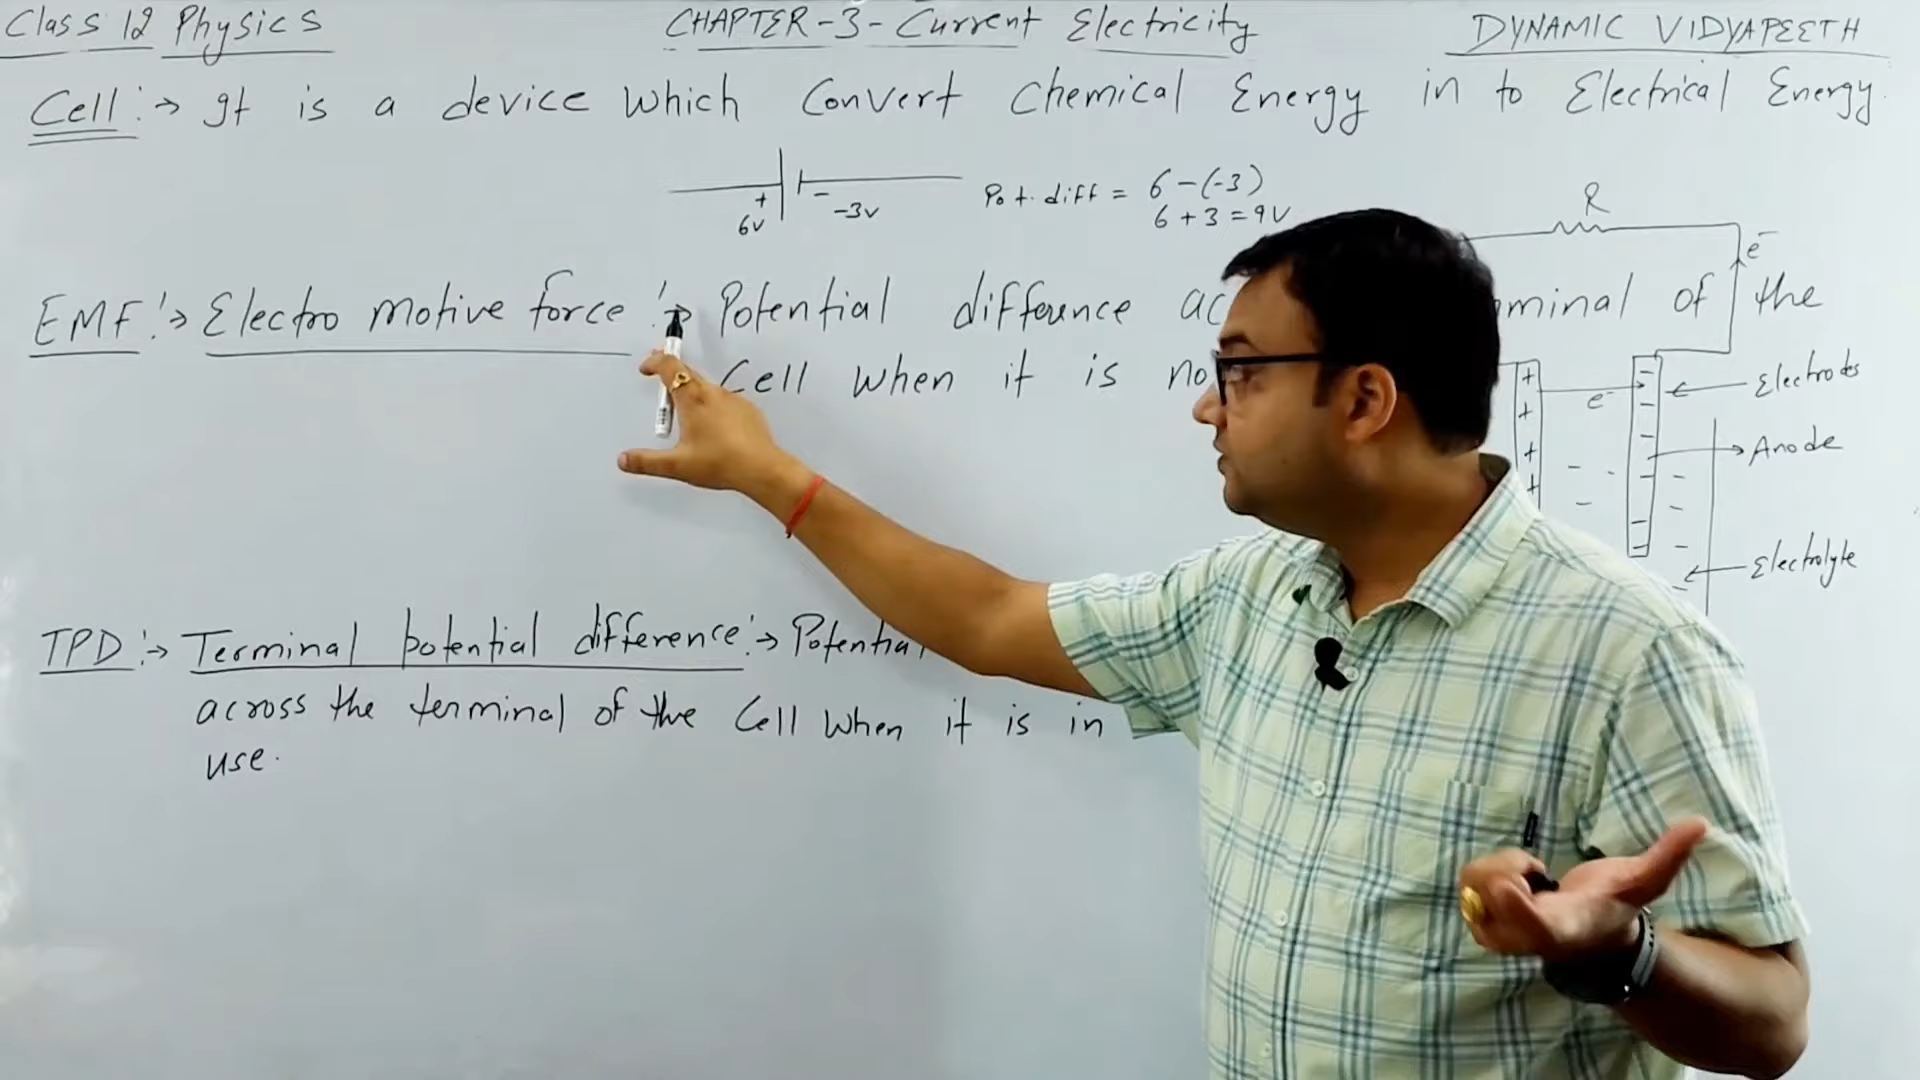 Class 12 Physics
CHAPTER-3-Current Electricity
DYNAMIC VIDYAPEETH
Cell:→ It is a device which Convert Chemical Energy in to Electrical Energy.
+ -
6v -3v
Pot. diff = 6-(-3)
6+3=9V
R
e-
EMF:→ Electro motive force:→ Potential difference of the
Cell when it is
+ -
e-
Electrodes
Anode
Electrolyte
TPD:→ Terminal potential difference:→ Potential
across the terminal of the Cell when it is in
use.